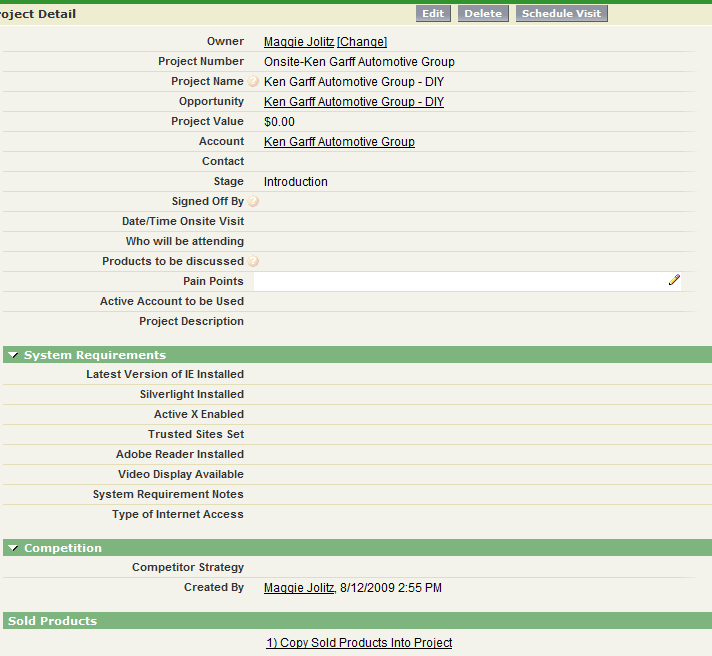 roject Detail Edit Delete Schedule Visit
Owner Maggie Jolitz [Change]
Project Number Onsite-Ken Garff Automotive Group
Project Name ? Ken Garff Automotive Group - DIY
Opportunity Ken Garff Automotive Group - DIY
Project Value $0.00
Account Ken Garff Automotive Group
Contact
Stage Introduction
Signed Off By ?
Date/Time Onsite Visit
Who will be attending
Products to be discussed ?
Pain Points
Active Account to be Used
Project Description
System Requirements
Latest Version of IE Installed
Silverlight Installed
Active X Enabled
Trusted Sites Set
Adobe Reader Installed
Video Display Available
System Requirement Notes
Type of Internet Access
Competition
Competitor Strategy
Created By Maggie Jolitz, 8/12/2009 2:55 PM
Sold Products
1) Copy Sold Products Into Project